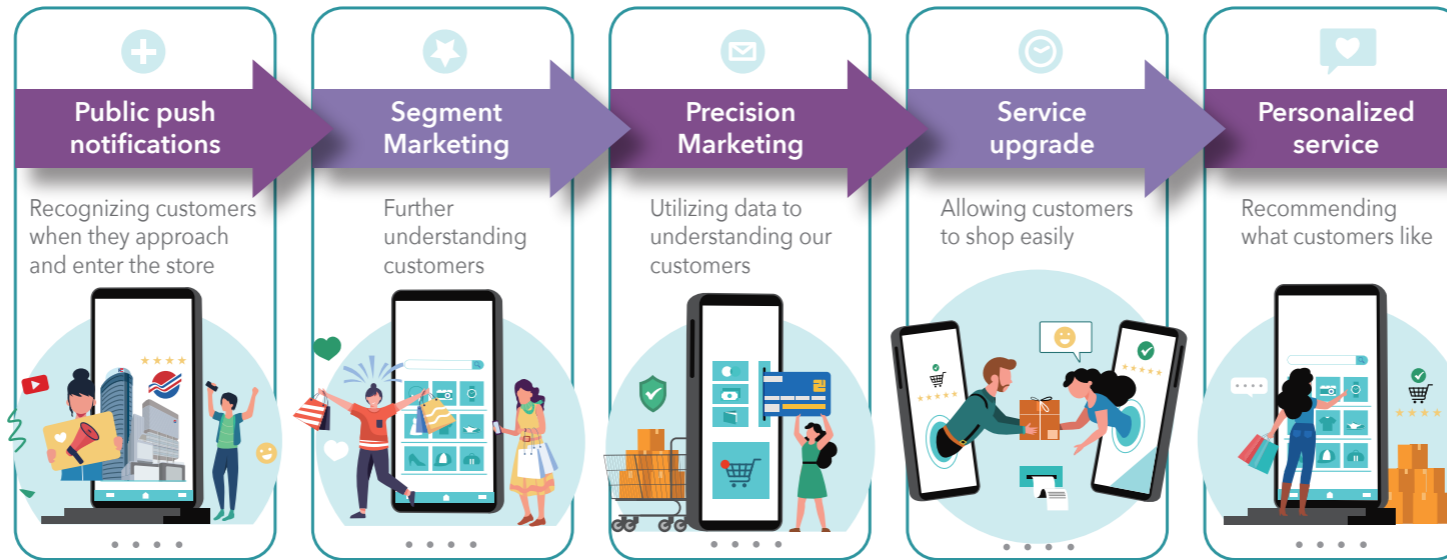 Public push
notifications
Recognizing customers
when they approach
and enter the store
Segment
Marketing
Further
understanding
customers
Precision
Marketing
Utilizing data to
understanding our
customers
Service
upgrade
Allowing customers
to shop easily
Personalized
service
Recommending
what customers like